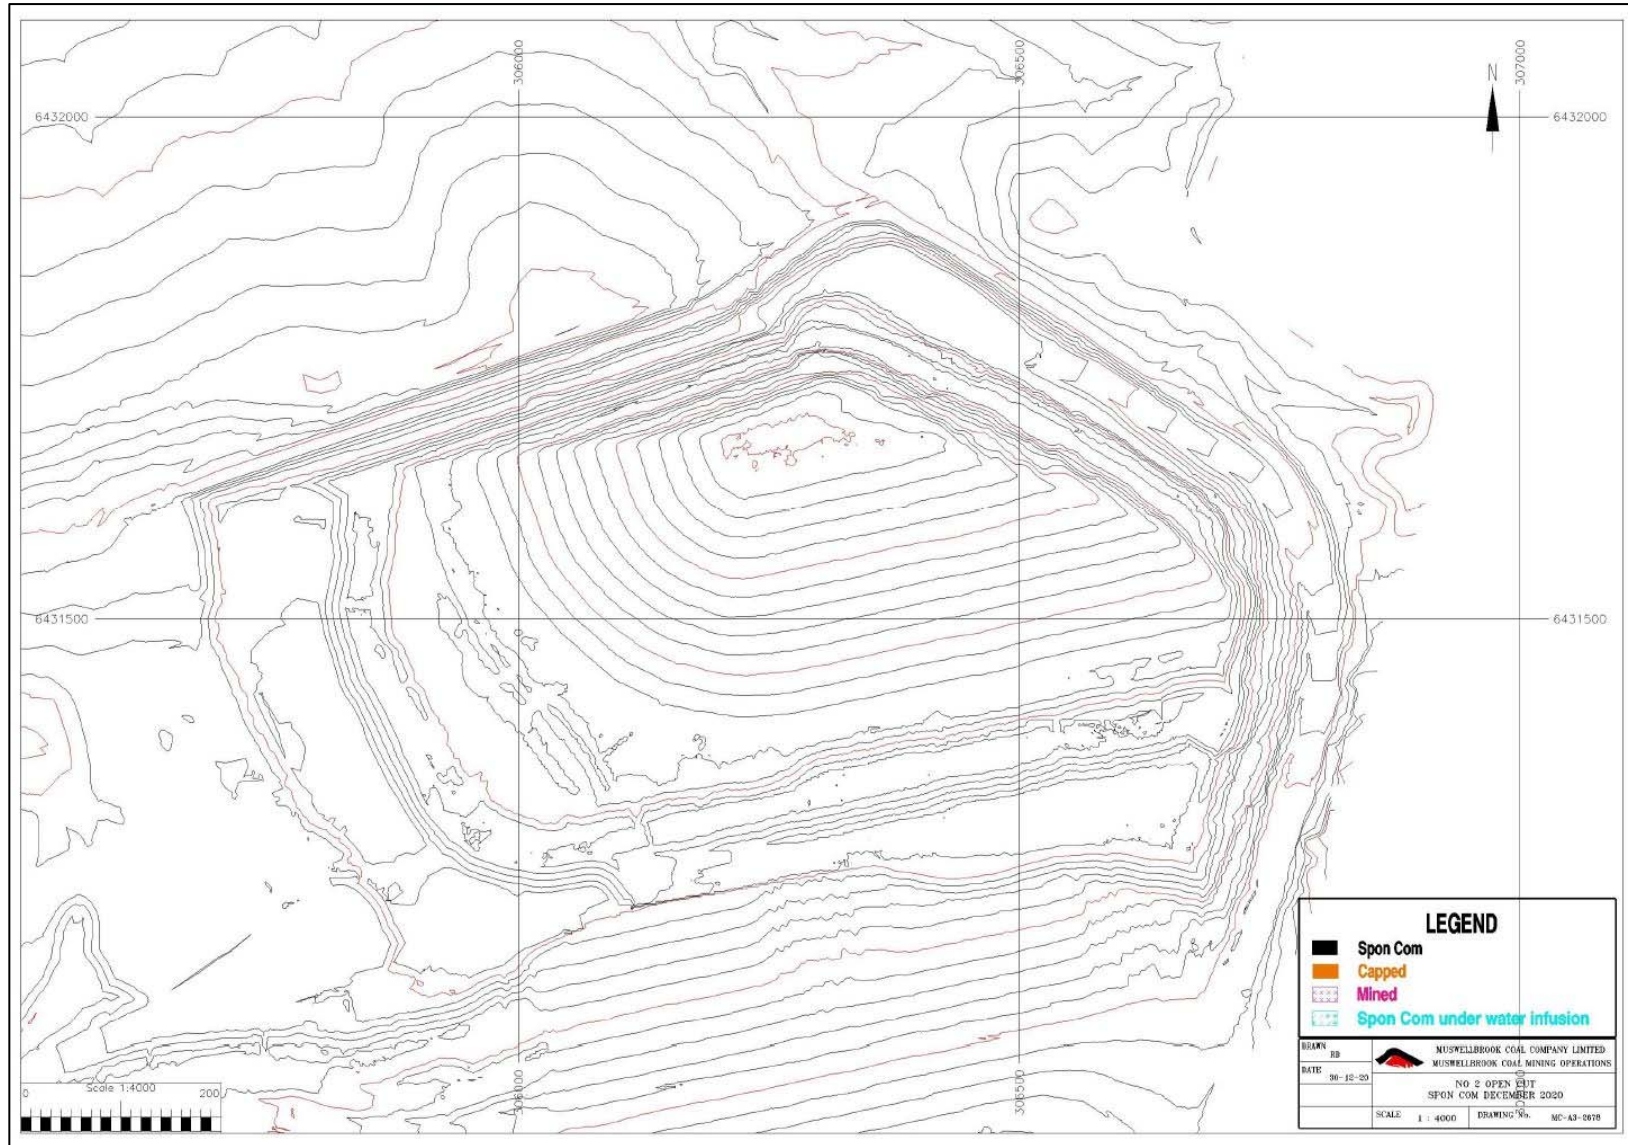 306000
306500
307000
N
6432000
6432000
6431500
6431500
LEGEND
Spon Com
Capped
Mined
Spon Com under water infusion
DRAWN
RB
DATE
30-12-20
MUSWELLBROOK COAL COMPANY LIMITED
MUSWELLBROOK COAL MINING OPERATIONS
NO 2 OPEN CUT
SPON COM DECEMBER 2020
SCALE 1 : 4000
DRAWING No. MC-A3-2678
0 Scale 1:4000 200
306000
306500
307000